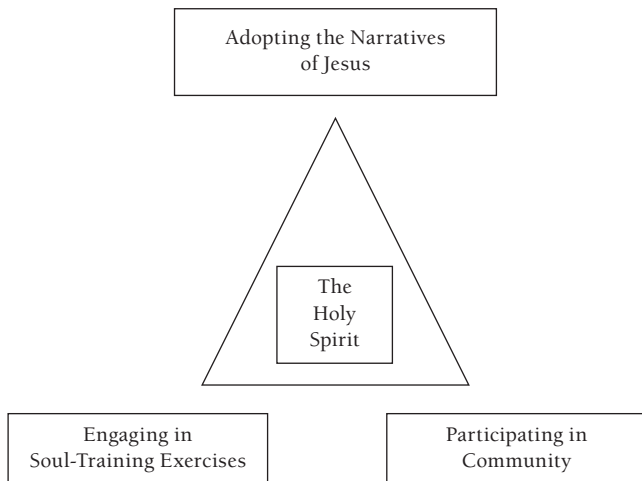 Adopting the Narratives
of Jesus
The
Holy
Spirit
Engaging in
Soul-Training Exercises
Participating in
Community